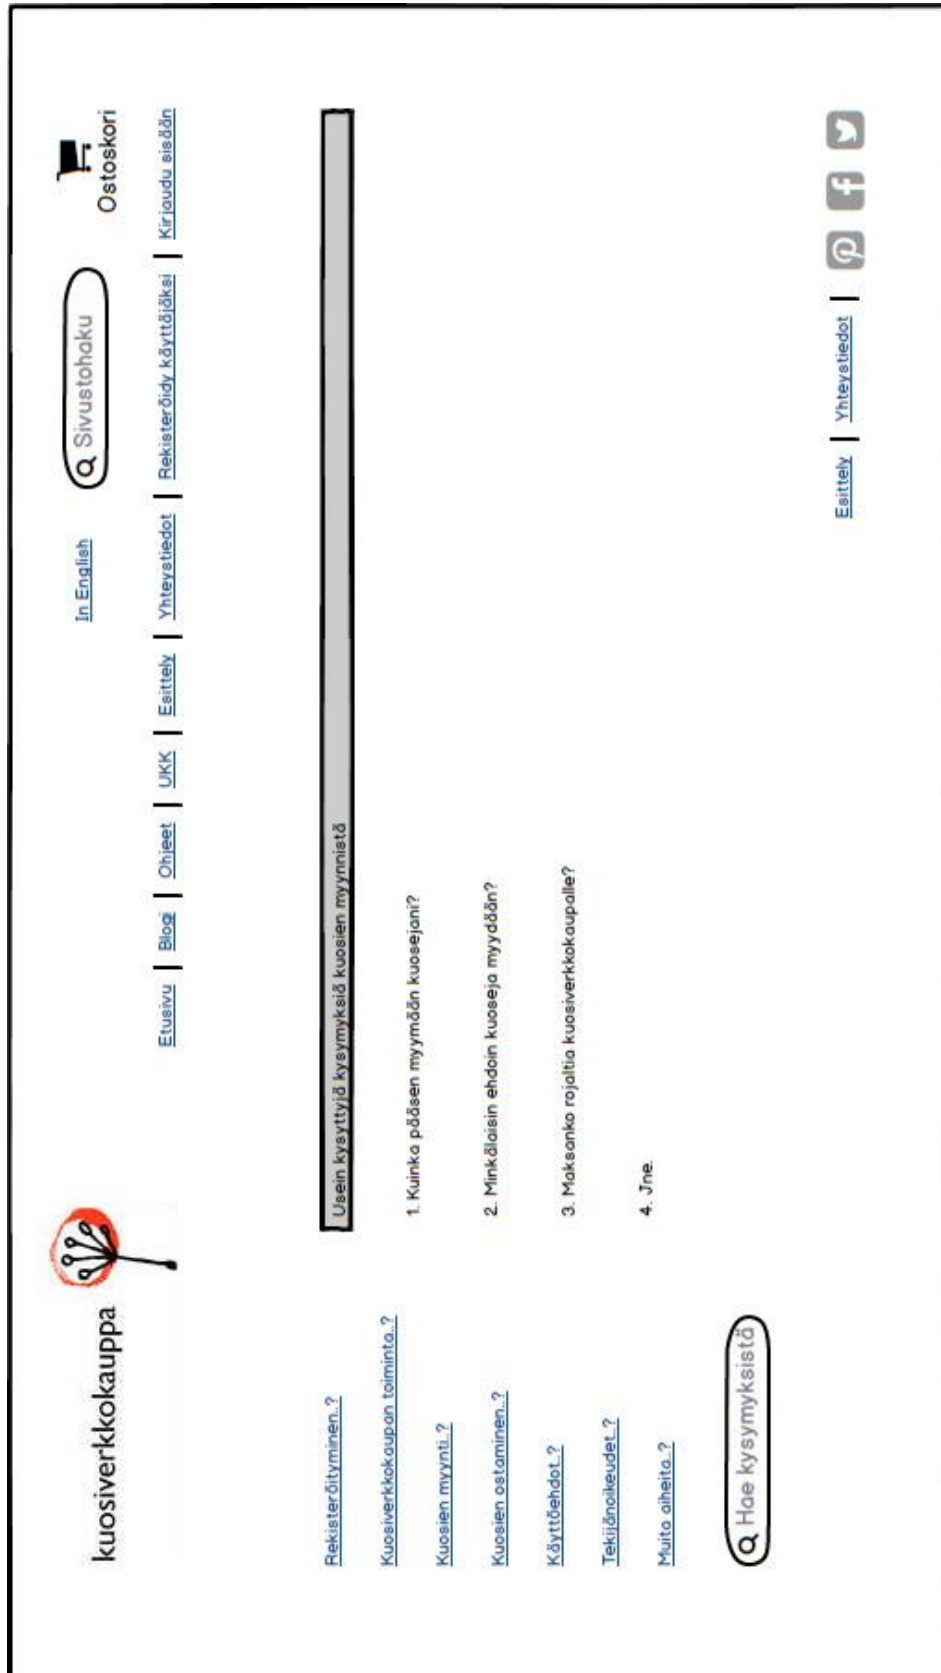 kuosiverkkokauppa
In English
Sivustohaku
Ostoskori
Etusivu | Blogi | Ohjeet | UKK | Esittely | Yhteystiedot | Rekisteröidy käyttäjäksi | Kirjaudu sisään
Rekisteröityminen..?
Kuosiverkkokaupan toiminta..?
Kuosien myynti..?
Kuosien ostaminen..?
Käyttöehdot..?
Tekijänoikeudet..?
Muita aiheita..?
Hae kysymyksistä
Usein kysyttyjä kysymyksiä kuosien myynnistä
1. Kuinka pääsen myymään kuosejani?
2. Minkälaisin ehdoin kuoseja myydään?
3. Maksanko rojaltia kuosiverkkokaupalle?
4. Jne.
Esittely | Yhteystiedot |